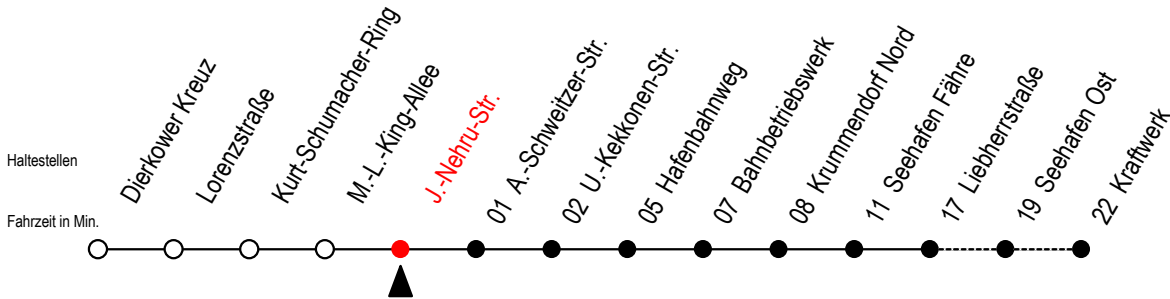 Haltestellen
Fahrzeit in Min.
Dierkower Kreuz
Lorenzstraße
Kurt-Schumacher-Ring
M.-L.-King-Allee
J.-Nehru-Str.
01 A.-Schweitzer-Str.
02 U.-Kekkonen-Str.
05 Hafenbahnweg
07 Bahnbetriebswerk
08 Krummendorf Nord
11 Seehafen Fähre
17 Liebherrstraße
19 Seehafen Ost
22 Kraftwerk